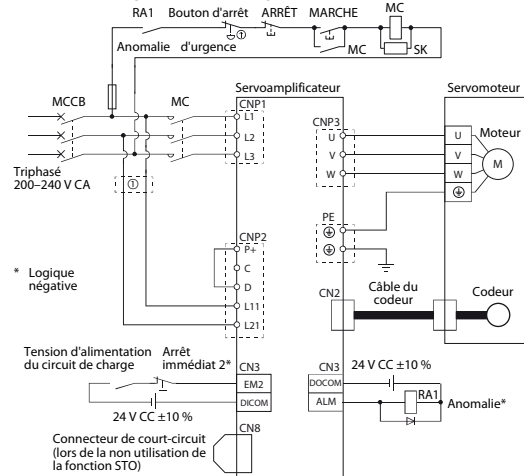 RA1 Bouton d'arrêt ARRÊT MARCHE MC
①
MC SK
Anomalie d'urgence
Servoamplificateur Servomoteur
MCCB MC CNP1
L1
L2
L3
CNP3
U
V
W
U
V
W
Moteur
M
Triphasé
200–240 V CA
①
PE
CNP2
P+
C
D
L11
L21
* Logique
négative
CN2
Câble du
codeur
Codeur
Tension d'alimentation
du circuit de charge
Arrêt
immédiat 2*
CN3
EM2
DICOM
24 V CC ±10 %
CN3
DOCOM
ALM
24 V CC ±10 %
RA1
Anomalie*
CN8
Connecteur de court-circuit
(lors de la non utilisation de
la fonction STO)